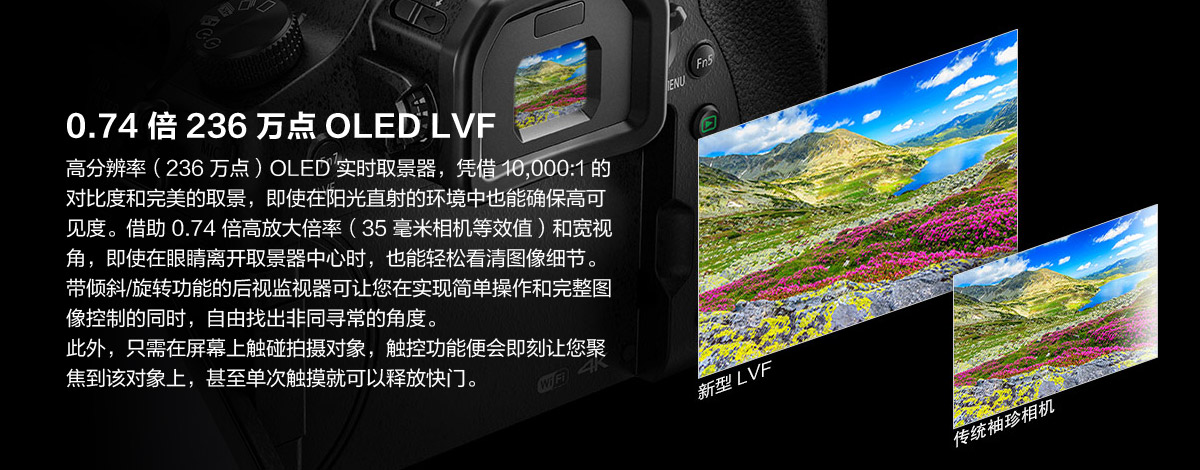 0.74 倍 236 万点 OLED LVF
高分辨率（236 万点）OLED 实时取景器，凭借 10,000:1 的
对比度和完美的取景，即使在阳光直射的环境中也能确保高可
见度。借助 0.74 倍高放大倍率（35 毫米相机等效值）和宽视
角，即使在眼睛离开取景器中心时，也能轻松看清图像细节。
带倾斜/旋转功能的后视监视器可让您在实现简单操作和完整图
像控制的同时，自由找出非同寻常的角度。
此外，只需在屏幕上触碰拍摄对象，触控功能便会即刻让您聚
焦到该对象上，甚至单次触摸就可以释放快门。
Fn5
MENU
Fn1
LVF
WiFi 4K
新型 LVF
传统袖珍相机